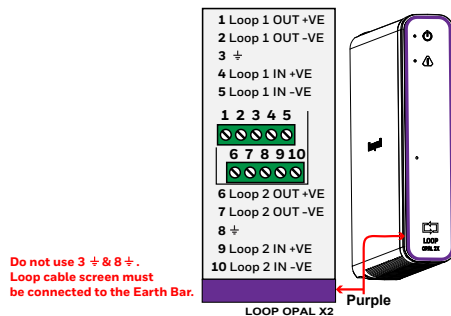 1 Loop 1 OUT +VE
2 Loop 1 OUT –VE
3 ⏚
4 Loop 1 IN +VE
5 Loop 1 IN –VE
1 2 3 4 5
6 7 8 9 10
6 Loop 2 OUT +VE
7 Loop 2 OUT –VE
8 ⏚
9 Loop 2 IN +VE
10 Loop 2 IN –VE
Do not use 3 ⏚ & 8 ⏚ .
Loop cable screen must
be connected to the Earth Bar.
LOOP OPAL X2
Purple
LOOP
OPAL 2X